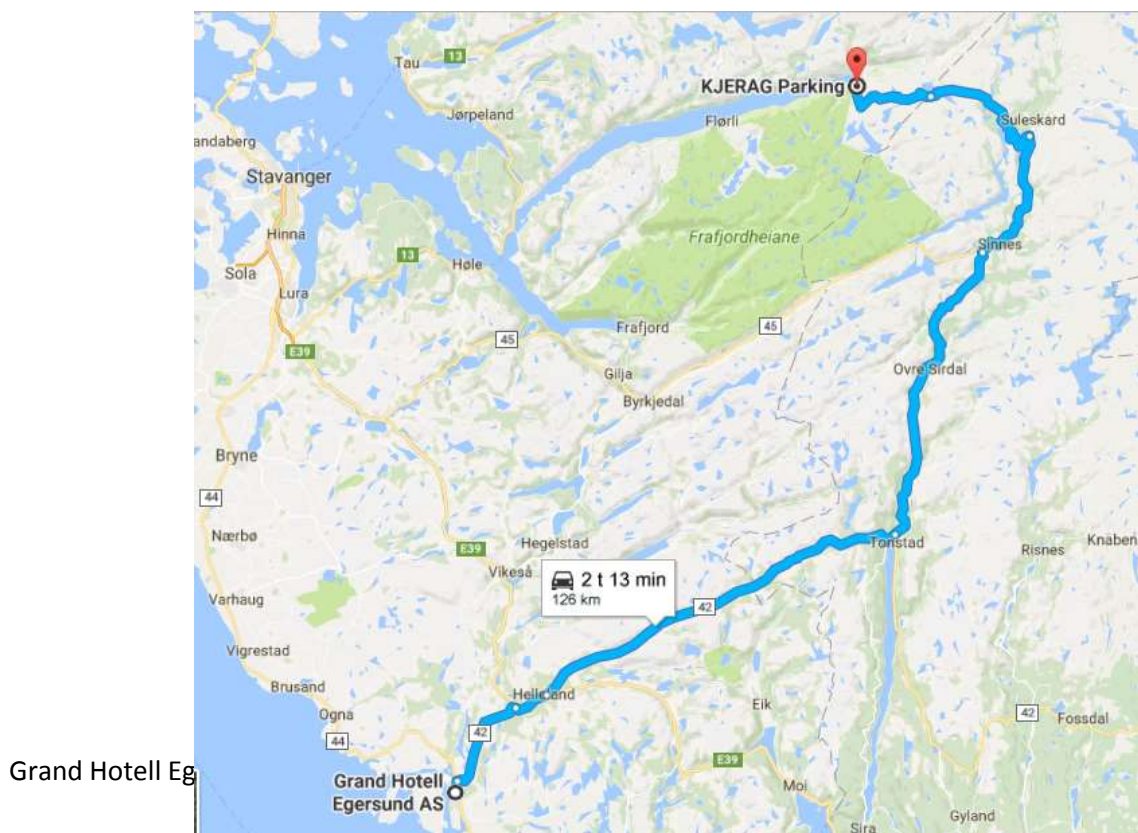 Tau
13
KJERAG Parking
Jørpeland
Flørli
Suleskard
andaberg
Stavanger
Hinna
Frafjordheiane
Sinnes
13
Høle
Sola
Lura
Frafjord
45
E39
45
Gilja
Ovre Sirdal
Byrkjedal
Bryne
44
Nærbø
Hegelstad
Tonstad
Risnes
Knaben
E39
Vikeså
2 t 13 min
126 km
Varhaug
42
Vigrestad
Brusand
Helleland
Eik
Ogna
42
Fossdal
44
42
E39
Grand Hotell Eg
Grand Hotell
Egersund AS
Moi
Gyland
Sira